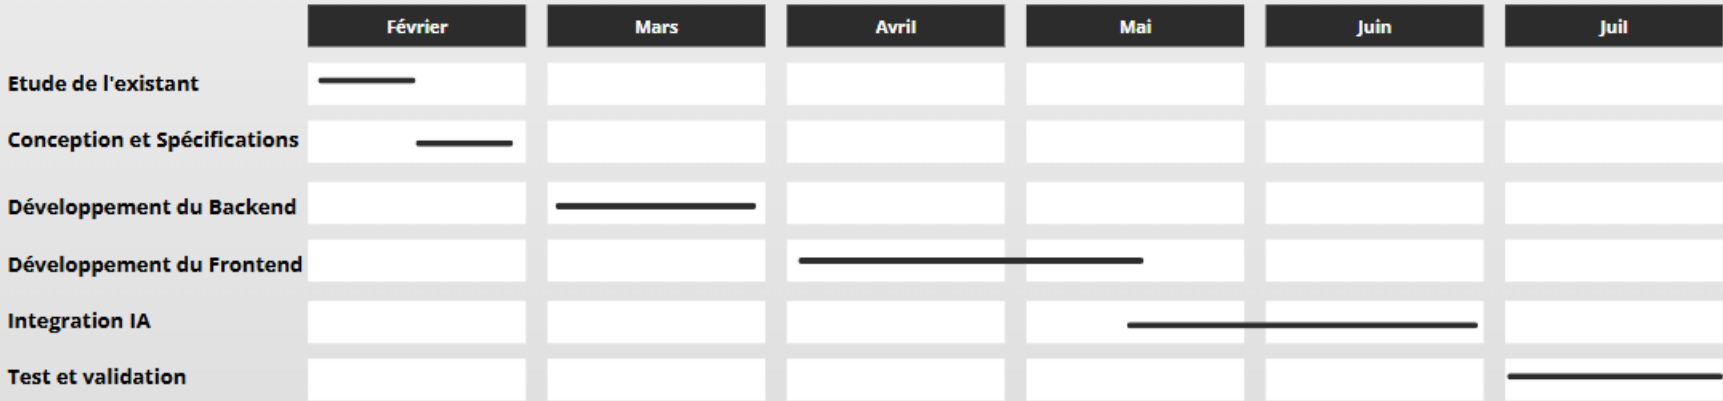 Février Mars Avril Mai Juin Juil
Etude de l'existant
Conception et Spécifications
Développement du Backend
Développement du Frontend
Integration IA
Test et validation